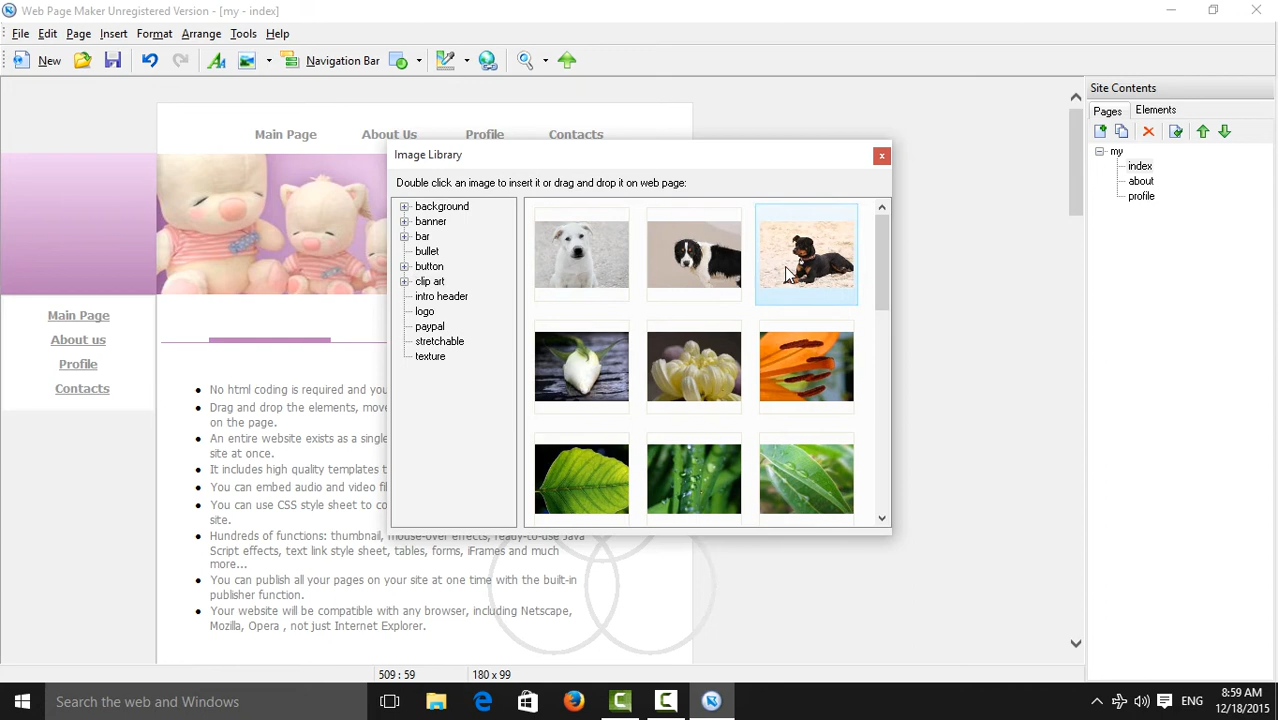 Web Page Maker Unregistered Version - [my - index]
File Edit Page Insert Format Arrange Tools Help
New Navigation Bar
Site Contents
Pages Elements
my
index
about
profile
Main Page About Us Profile Contacts
Image Library
Double click an image to insert it or drag and drop it on web page:
background
banner
bar
bullet
button
clip art
intro header
logo
paypal
stretchable
texture
Main Page
About us
Profile
Contacts
No html coding is required and you
Drag and drop the elements, move
on the page.
An entire website exists as a single
site at once.
It includes high quality templates t
You can embed audio and video fil
You can use CSS style sheet to co
site.
Hundreds of functions: thumbnail, mouse-over effects, ready-to-use Java
Script effects, text link style sheet, tables, forms, iFrames and much
more...
You can publish all your pages on your site at one time with the built-in
publisher function.
Your website will be compatible with any browser, including Netscape,
Mozilla, Opera , not just Internet Explorer.
509 : 59 180 x 99
Search the web and Windows
ENG
8:59 AM
12/18/2015